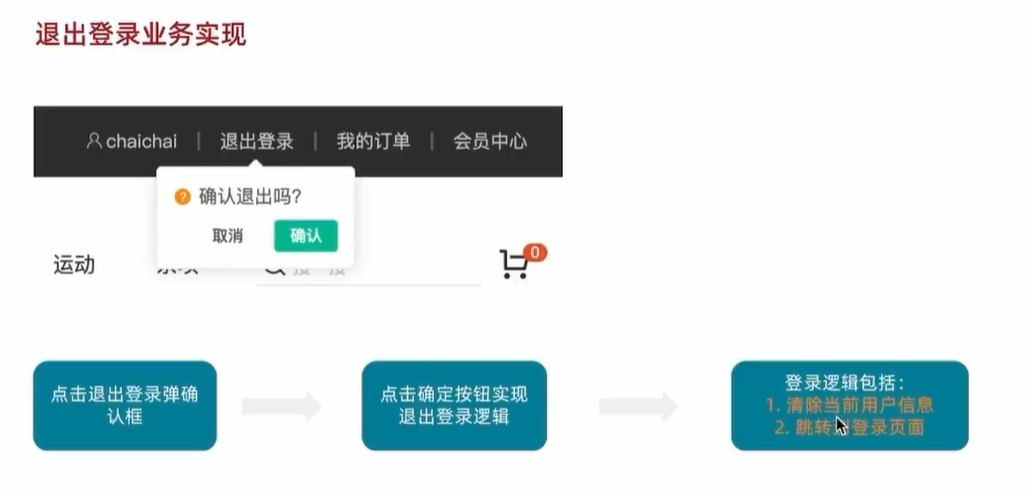 退出登录业务实现
chaichai | 退出登录 | 我的订单 | 会员中心
? 确认退出吗?
取消 确认
运动
0
点击退出登录弹确
认框
点击确定按钮实现
退出登录逻辑
登录逻辑包括：
1. 清除当前用户信息
2. 跳转到登录页面